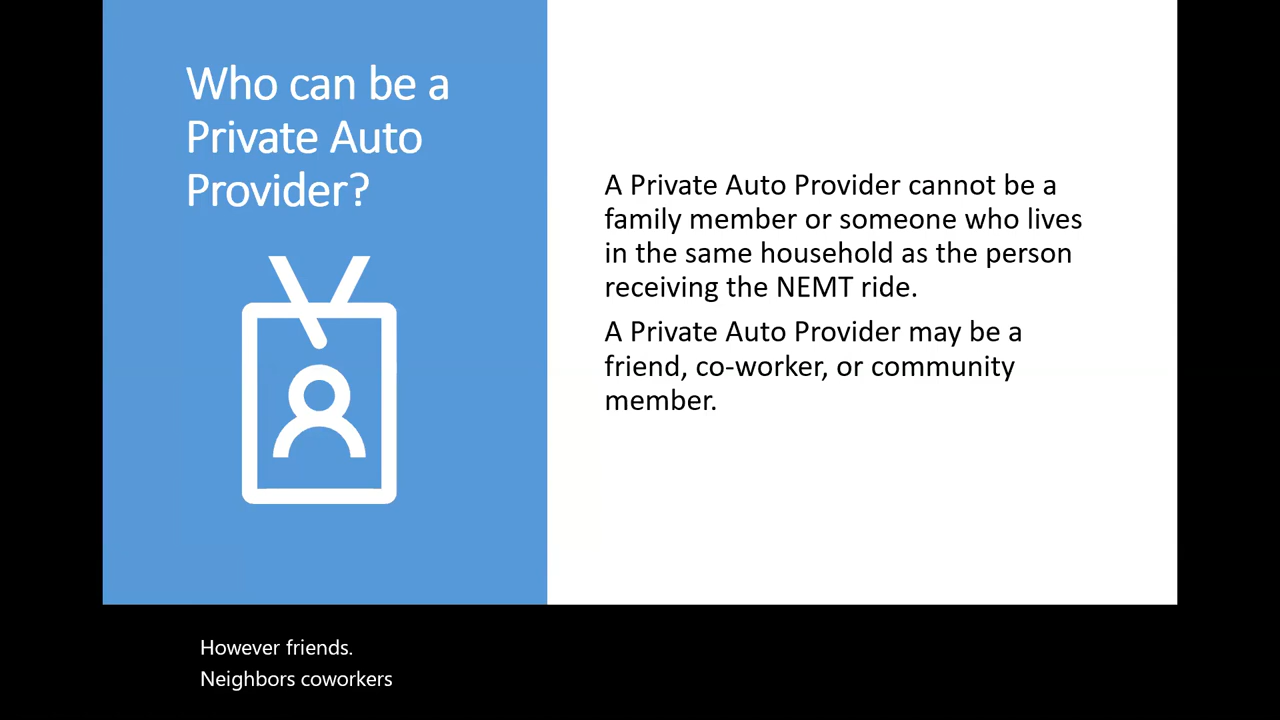 Who can be a
Private Auto
Provider?
A Private Auto Provider cannot be a
family member or someone who lives
in the same household as the person
receiving the NEMT ride.
A Private Auto Provider may be a
friend, co-worker, or community
member.
However friends.
Neighbors coworkers